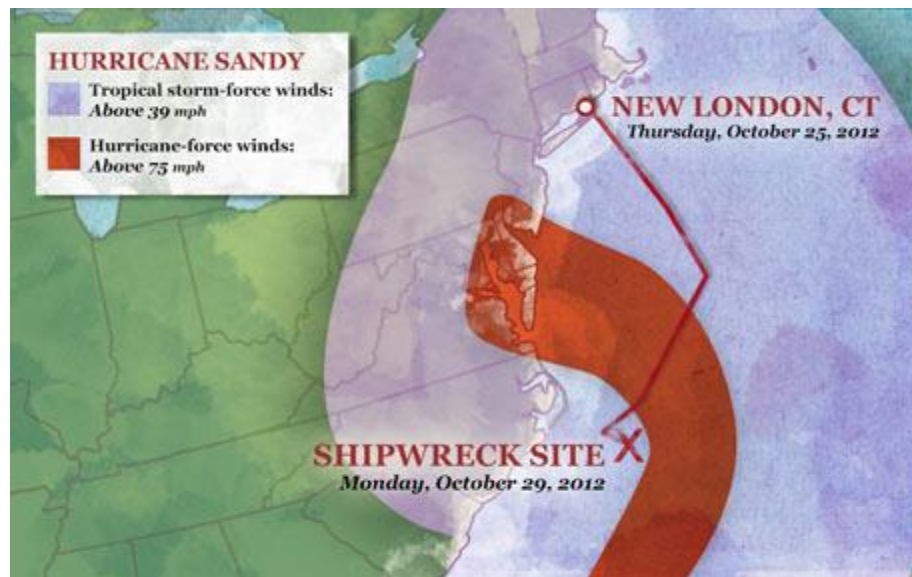 HURRICANE SANDY
Tropical storm-force winds:
Above 39 mph
Hurricane-force winds:
Above 75 mph
NEW LONDON, CT
Thursday, October 25, 2012
SHIPWRECK SITE X
Monday, October 29, 2012